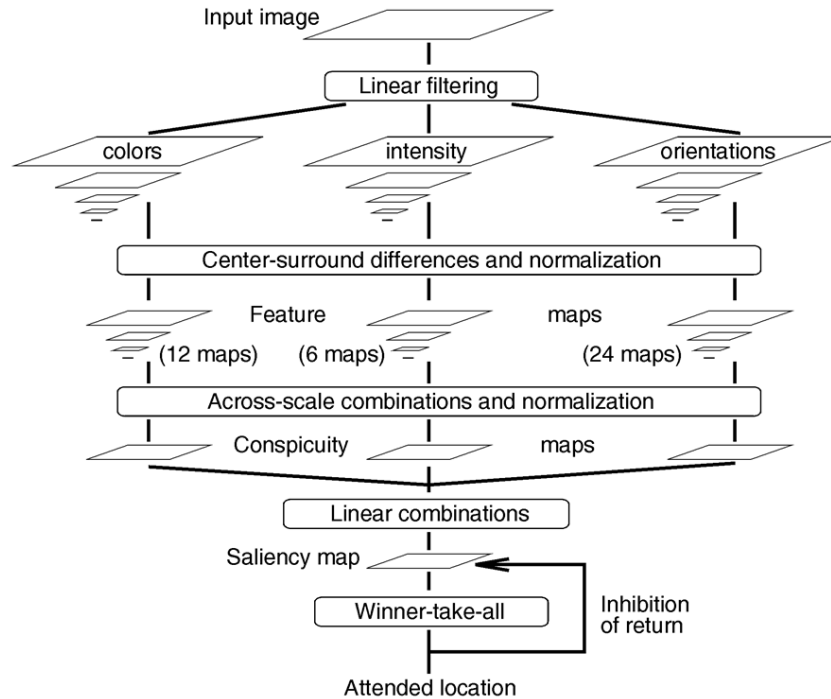 Input image
Linear filtering
colors
intensity
orientations
Center-surround differences and normalization
Feature maps
(12 maps)
(6 maps)
(24 maps)
Across-scale combinations and normalization
Conspicuity maps
Linear combinations
Saliency map
Winner-take-all
Inhibition
of return
Attended location